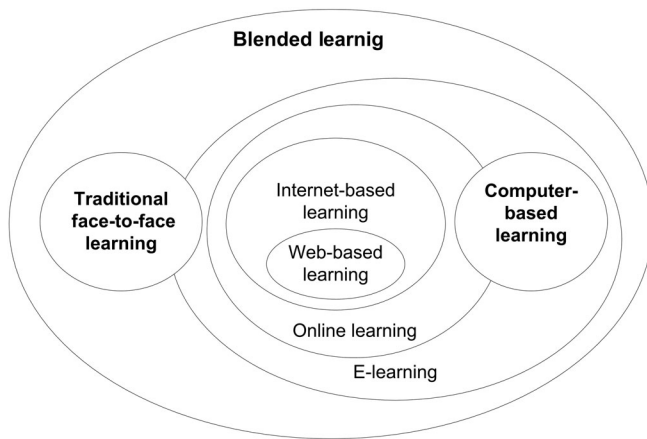 Blended learnig
Traditional
face-to-face
learning
Internet-based
learning
Web-based
learning
Computer-
based
learning
Online learning
E-learning